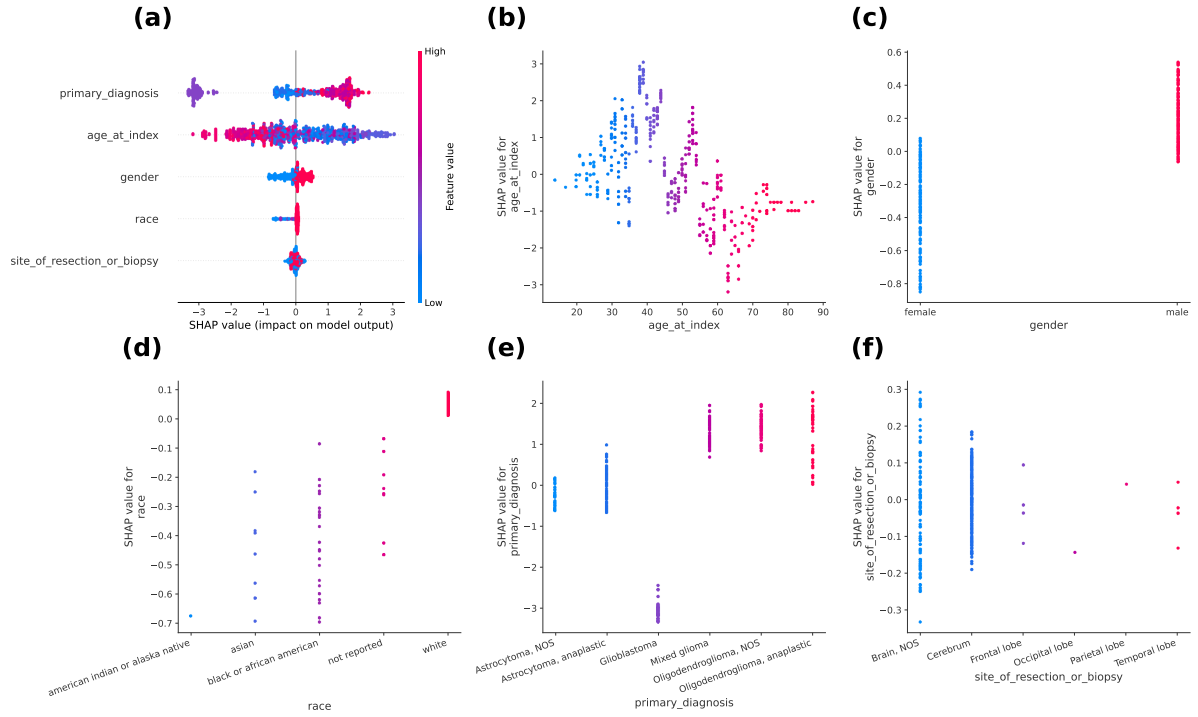 (a)
primary_diagnosis
age_at_index
gender
race
site_of_resection_or_biopsy
−3 −2 −1 0 1 2 3
SHAP value (impact on model output)
High
Low
Feature value
(b)
SHAP value for
age_at_index
3
2
1
0
−1
−2
−3
20 30 40 50 60 70 80 90
age_at_index
(c)
SHAP value for
gender
0.6
0.4
0.2
0.0
−0.2
−0.4
−0.6
−0.8
female male
gender
(d)
SHAP value for
race
0.1
0.0
−0.1
−0.2
−0.3
−0.4
−0.5
−0.6
−0.7
american indian or alaska native
asian
black or african american
not reported
white
race
(e)
SHAP value for
primary_diagnosis
2
1
0
−1
−2
−3
Astrocytoma, NOS
Astrocytoma, anaplastic
Glioblastoma
Mixed glioma
Oligodendroglioma, NOS
Oligodendroglioma, anaplastic
primary_diagnosis
(f)
SHAP value for
site_of_resection_or_biopsy
0.3
0.2
0.1
0.0
−0.1
−0.2
−0.3
Brain, NOS
Cerebrum
Frontal lobe
Occipital lobe
Parietal lobe
Temporal lobe
site_of_resection_or_biopsy